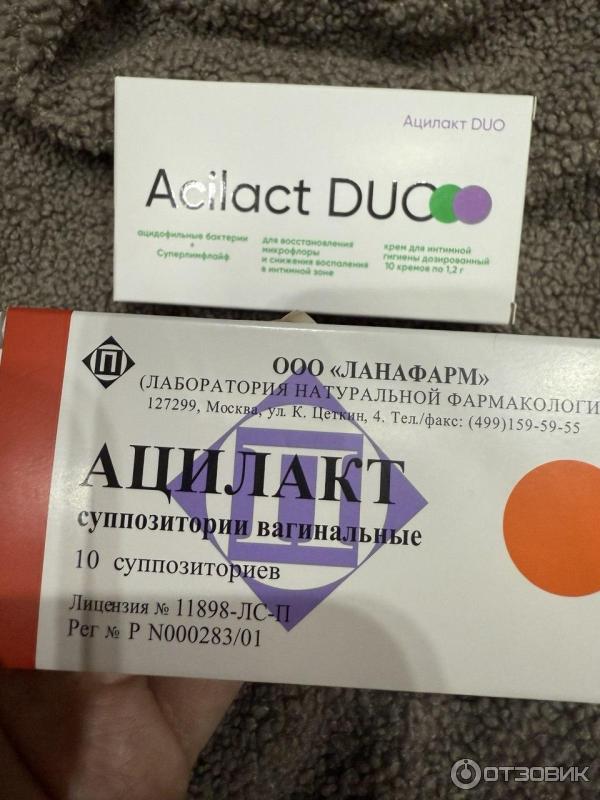 Ацилакт DUO
Acilact DUO
ацидофильные бактерии
+
Суперлимфлайф
для восстановления
микрофлоры
и снижения воспаления
в интимной зоне
крем для интимной
гигиены дозированный
10 кремов по 1,2 г
П
ООО «ЛАНАФАРМ»
(ЛАБОРАТОРИЯ НАТУРАЛЬНОЙ ФАРМАКОЛОГИ
127299, Москва, ул. К. Цеткин, 4. Тел./факс: (499)159-59-55
АЦИЛАКТ
суппозитории вагинальные
10 суппозиториев
Лицензия № 11898-ЛС-П
Рег № Р N000283/01
ОТЗОВИК